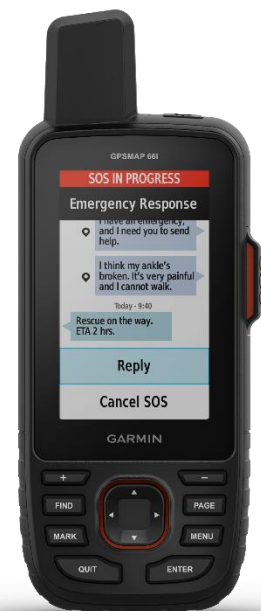 GPSMAP 66i
SOS IN PROGRESS
Emergency Response
I have an emergency,
and I need you to send
help.
I think my ankle's
broken. It's very painful
and I cannot walk.
Today - 9:40
Rescue on the way.
ETA 2 hrs.
Reply
Cancel SOS
GARMIN
+ −
FIND PAGE
MARK MENU
QUIT ENTER